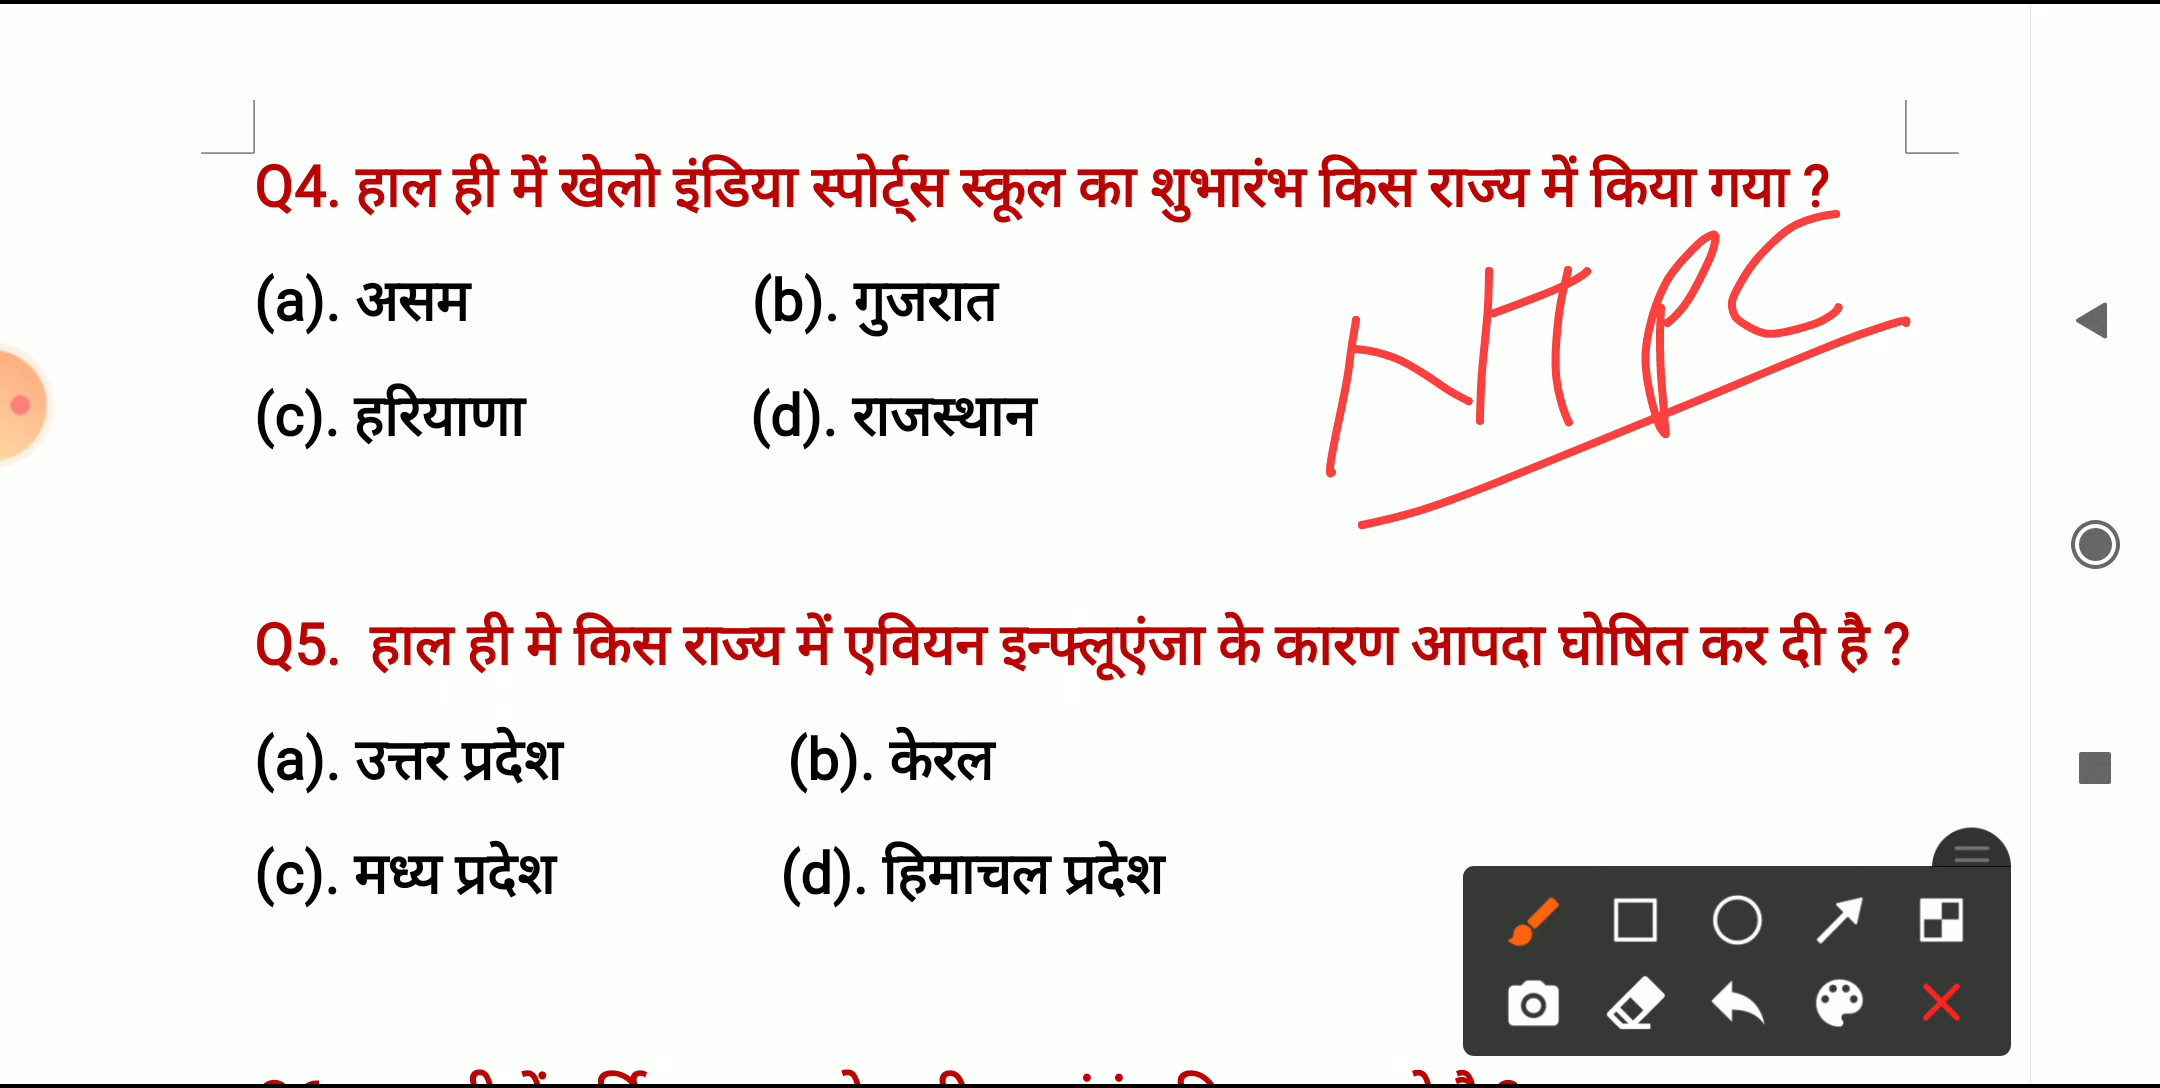 Q4. हाल ही में खेलो इंडिया स्पोर्ट्स स्कूल का शुभारंभ किस राज्य में किया गया ?
(a). असम (b). गुजरात
NHPC
(c). हरियाणा (d). राजस्थान
Q5. हाल ही मे किस राज्य में एवियन इन्फ्लूएंजा के कारण आपदा घोषित कर दी है ?
(a). उत्तर प्रदेश (b). केरल
(c). मध्य प्रदेश (d). हिमाचल प्रदेश